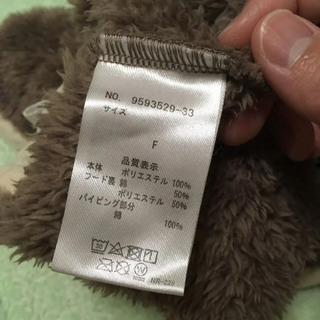 NO. 9593529-33
サイズ
F
品質表示
本体 ポリエステル 100%
フード裏 綿 50%
ポリエステル 50%
パイピング部分
綿 100%
NR-229